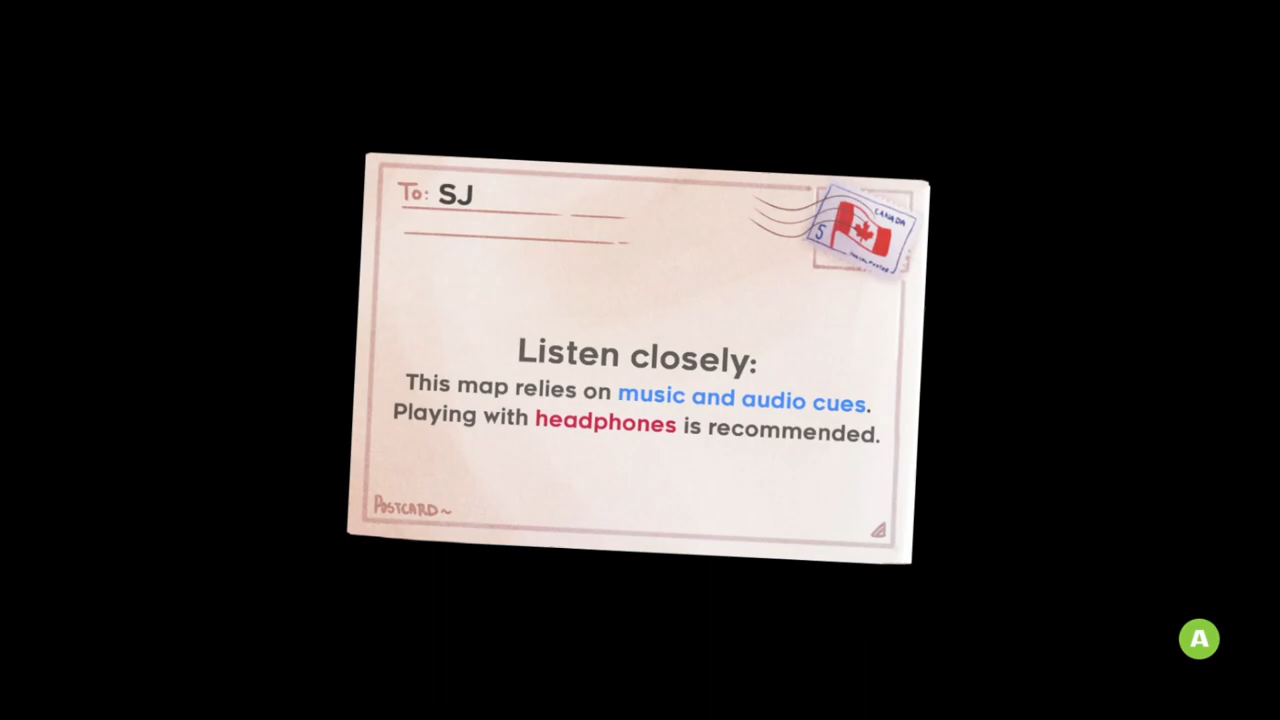 To: SJ
CANADA
5
Listen closely:
This map relies on music and audio cues.
Playing with headphones is recommended.
POSTCARD~
A